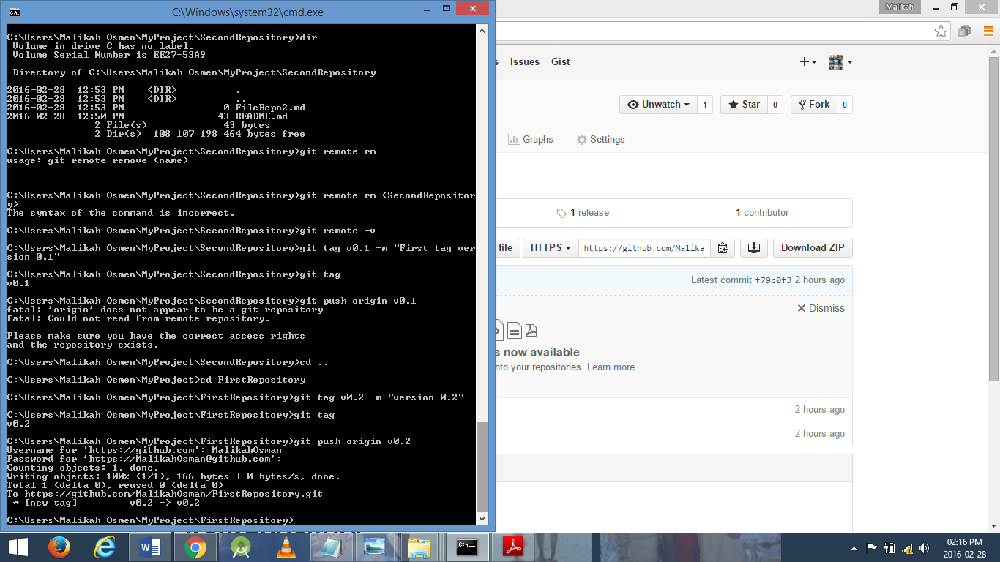 C:\Windows\system32\cmd.exe
C:\Users\Malikah Osmen\MyProject\SecondRepository>dir
Volume in drive C has no label.
Volume Serial Number is EE27-53A9
Directory of C:\Users\Malikah Osmen\MyProject\SecondRepository
2016-02-28  12:53 PM    <DIR>          .
2016-02-28  12:53 PM    <DIR>          ..
2016-02-28  12:53 PM                 0 FileRepo2.md
2016-02-28  12:50 PM                43 README.md
2 File(s)             43 bytes
2 Dir(s)  108 107 198 464 bytes free
C:\Users\Malikah Osmen\MyProject\SecondRepository>git remote rm
usage: git remote remove <name>
C:\Users\Malikah Osmen\MyProject\SecondRepository>git remote rm <SecondRepositor
y>
The syntax of the command is incorrect.
C:\Users\Malikah Osmen\MyProject\SecondRepository>git remote -v
C:\Users\Malikah Osmen\MyProject\SecondRepository>git tag v0.1 -m "First tag ver
sion 0.1"
C:\Users\Malikah Osmen\MyProject\SecondRepository>git tag
v0.1
C:\Users\Malikah Osmen\MyProject\SecondRepository>git push origin v0.1
fatal: 'origin' does not appear to be a git repository
fatal: Could not read from remote repository.
Please make sure you have the correct access rights
and the repository exists.
C:\Users\Malikah Osmen\MyProject\SecondRepository>cd ..
C:\Users\Malikah Osmen\MyProject>cd FirstRepository
C:\Users\Malikah Osmen\MyProject\FirstRepository>git tag v0.2 -m "version 0.2"
C:\Users\Malikah Osmen\MyProject\FirstRepository>git tag
v0.2
C:\Users\Malikah Osmen\MyProject\FirstRepository>git push origin v0.2
Username for 'https://github.com': MalikahOsman
Password for 'https://MalikahOsman@github.com':
Counting objects: 1, done.
Writing objects: 100% (1/1), 166 bytes | 0 bytes/s, done.
Total 1 (delta 0), reused 0 (delta 0)
To https://github.com/MalikahOsman/FirstRepository.git
* [new tag]         v0.2 -> v0.2
C:\Users\Malikah Osmen\MyProject\FirstRepository>
Malikah
s Issues Gist
Unwatch 1 Star 0 Fork 0
Graphs Settings
1 release 1 contributor
file HTTPS https://github.com/Malika Download ZIP
Latest commit f79c0f3 2 hours ago
Dismiss
s now available
nto your repositories. Learn more
2 hours ago
2 hours ago
02:16 PM
2016-02-28